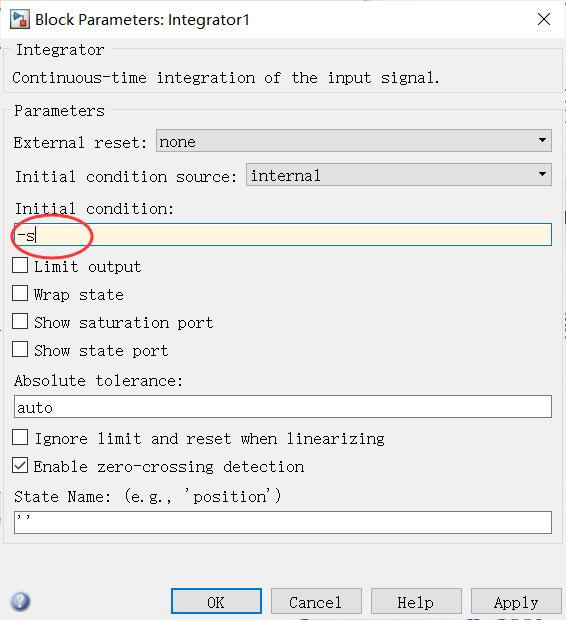 Block Parameters: Integrator1
Integrator
Continuous-time integration of the input signal.
Parameters
External reset: none
Initial condition source: internal
Initial condition:
-s
Limit output
Wrap state
Show saturation port
Show state port
Absolute tolerance:
auto
Ignore limit and reset when linearizing
Enable zero-crossing detection
State Name: (e.g., 'position')
''
OK Cancel Help Apply